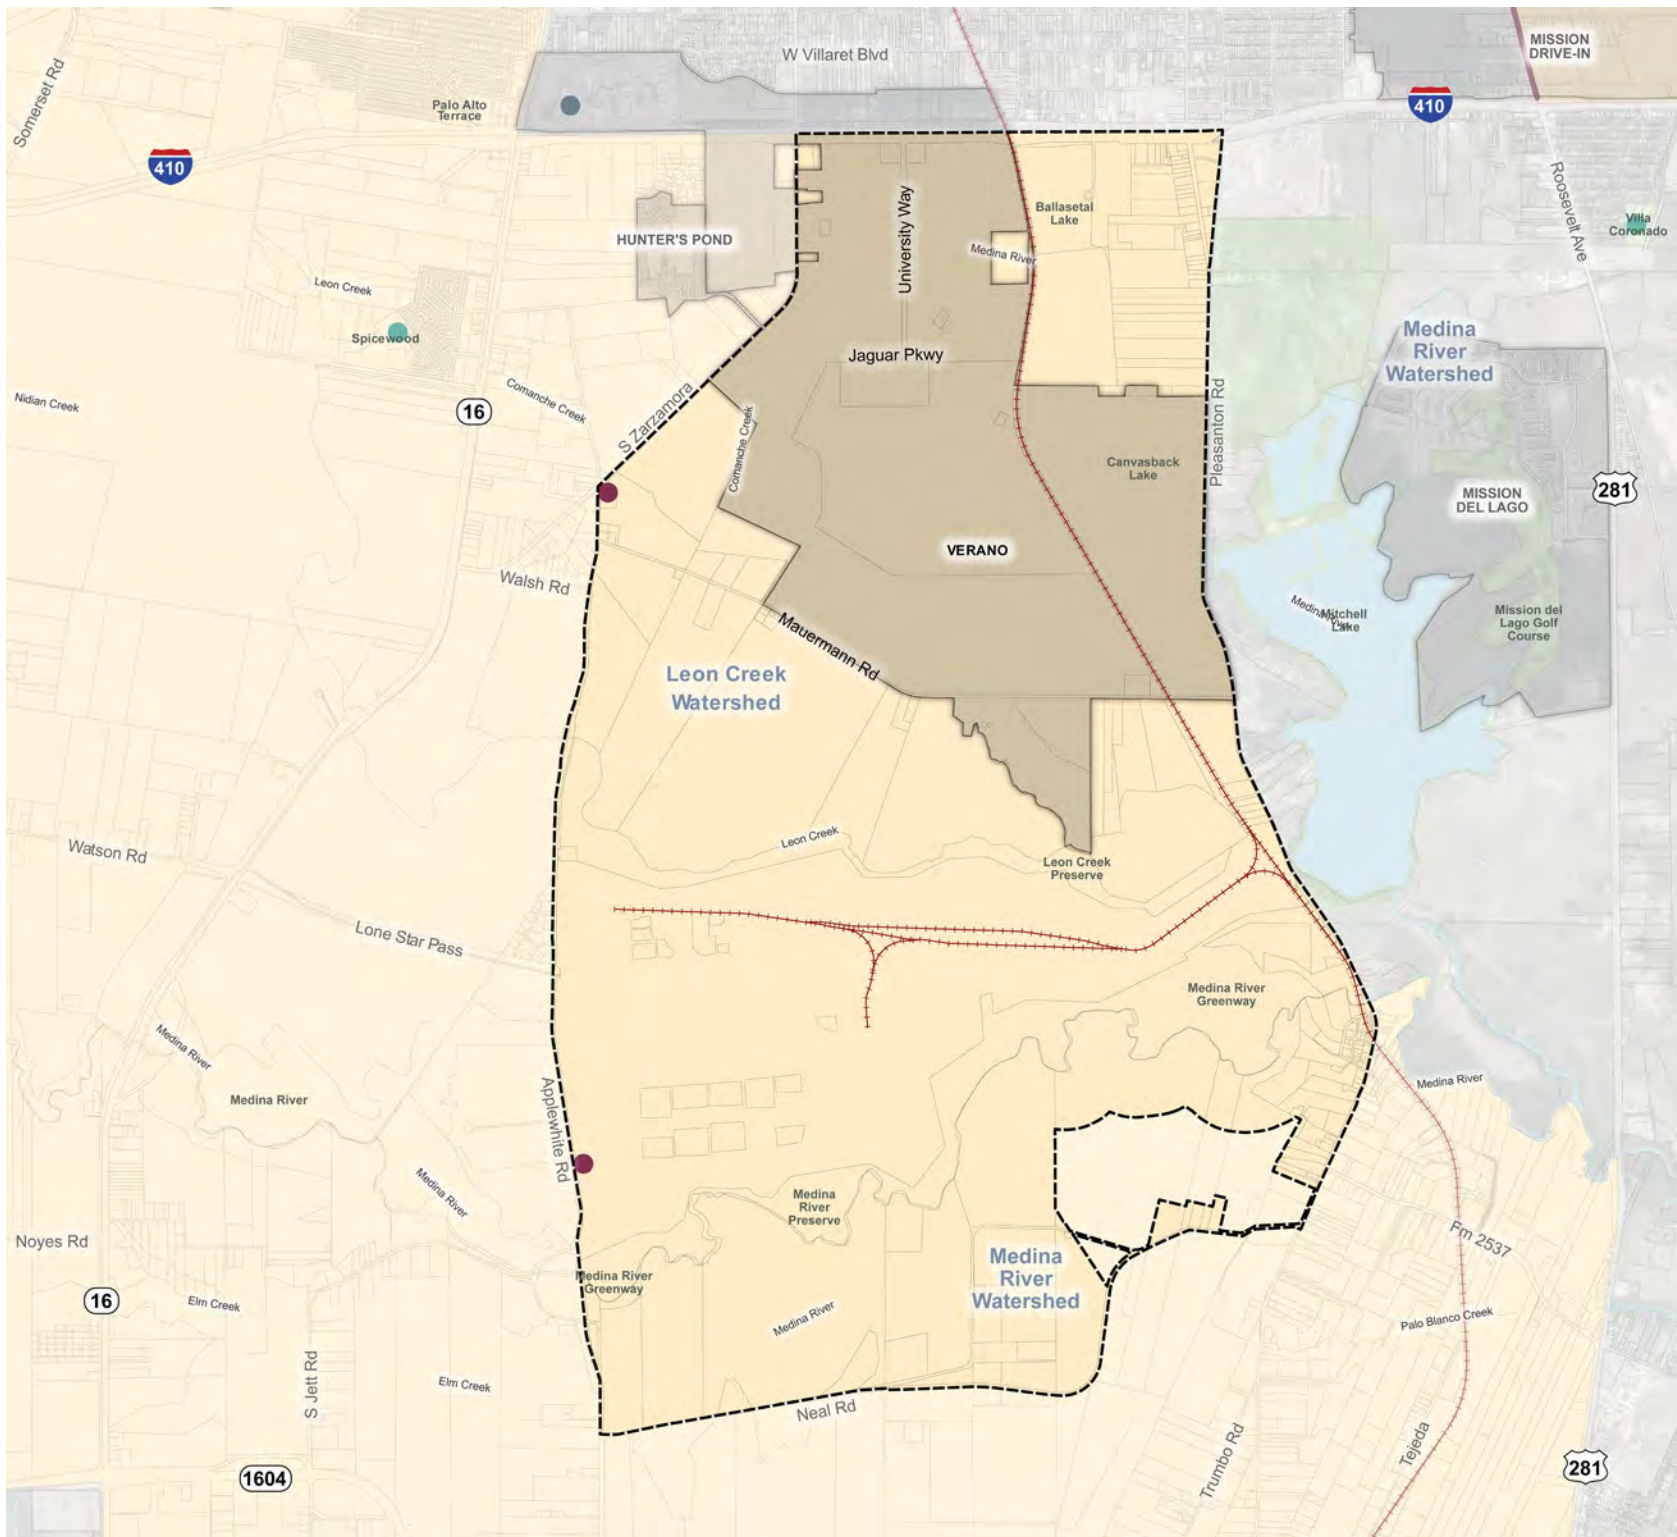 W Villaret Blvd
MISSION
DRIVE-IN
Somerset Rd
Palo Alto
Terrace
410
410
Roosevelt Ave
Villa
Coronado
HUNTER'S POND
University Way
Ballasetal
Lake
Medina River
Leon Creek
Spicewood
Jaguar Pkwy
Medina
River
Watershed
Nidian Creek
Comanche Creek
16
S Zarzamora
Comanche Creek
Pleasanton Rd
Canvasback
Lake
MISSION
DEL LAGO
281
VERANO
Walsh Rd
Medina River
Mitchell
Lake
Mission del
Lago Golf
Course
Mauermann Rd
Leon Creek
Watershed
Watson Rd
Leon Creek
Leon Creek
Preserve
Lone Star Pass
Medina River
Greenway
Medina River
Medina River
Applewhite Rd
Medina River
Medina River
Medina
River
Preserve
Noyes Rd
Fm 2537
Medina River
Greenway
Medina
River
Watershed
16
Elm Creek
Medina River
Palo Blanco Creek
S Jett Rd
Elm Creek
Neal Rd
Trumbo Rd
Tejeda
1604
281